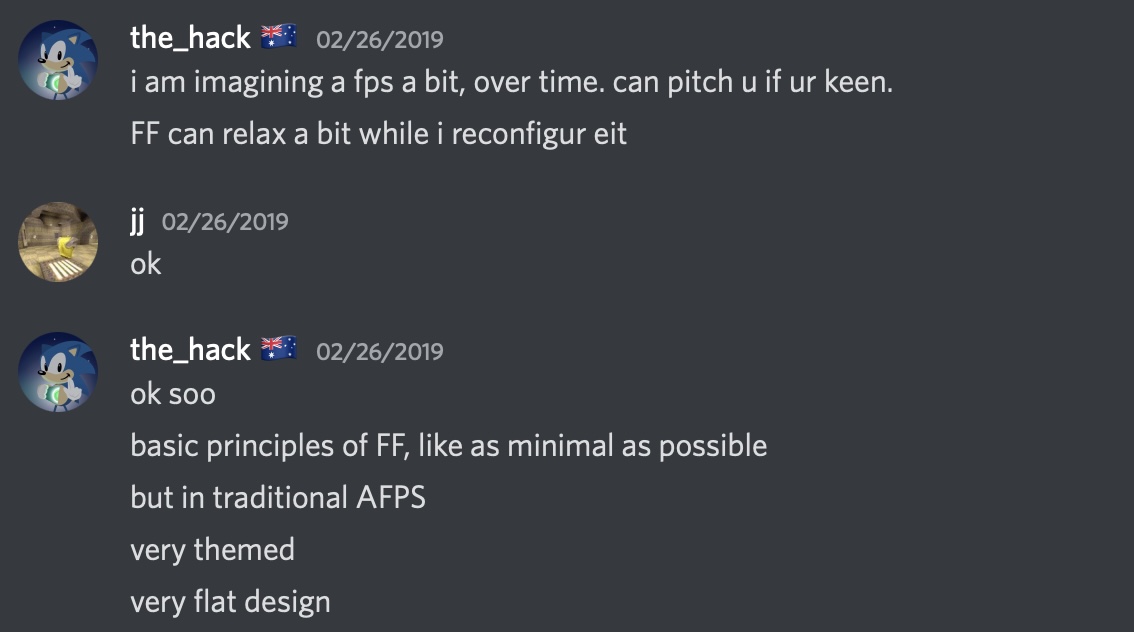 the_hack 🇦🇺 02/26/2019
i am imagining a fps a bit, over time. can pitch u if ur keen.
FF can relax a bit while i reconfigur eit
jj 02/26/2019
ok
the_hack 🇦🇺 02/26/2019
ok soo
basic principles of FF, like as minimal as possible
but in traditional AFPS
very themed
very flat design